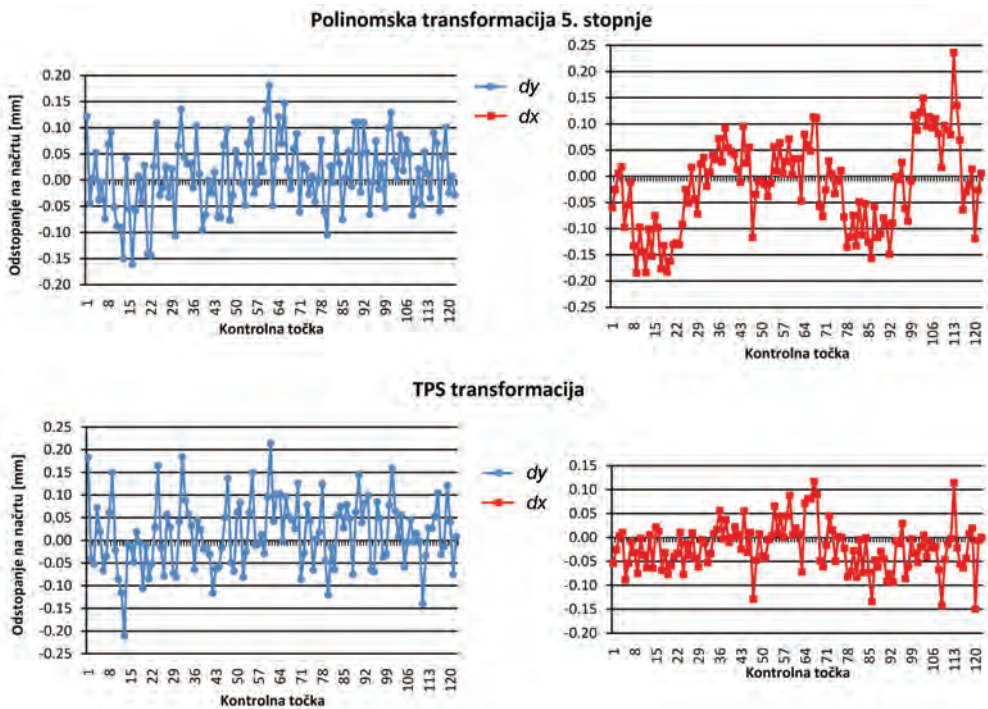 Polinomska transformacija 5. stopnje
Odstopanje na načrtu [mm]
0.20
0.15
0.10
0.05
0.00
-0.05
-0.10
-0.15
-0.20
1 8 15 22 29 36 43 50 57 64 71 78 85 92 99 106 113 120
Kontrolna točka
dy
dx
0.25
0.20
0.15
0.10
0.05
0.00
-0.05
-0.10
-0.15
-0.20
-0.25
1 8 15 22 29 36 43 50 57 64 71 78 85 92 99 106 113 120
Kontrolna točka
TPS transformacija
Odstopanje na načrtu [mm]
0.25
0.20
0.15
0.10
0.05
0.00
-0.05
-0.10
-0.15
-0.20
-0.25
1 8 15 22 29 36 43 50 57 64 71 78 85 92 99 106 113 120
Kontrolna točka
dy
dx
0.15
0.10
0.05
0.00
-0.05
-0.10
-0.15
-0.20
1 8 15 22 29 36 43 50 57 64 71 78 85 92 99 106 113 120
Kontrolna točka